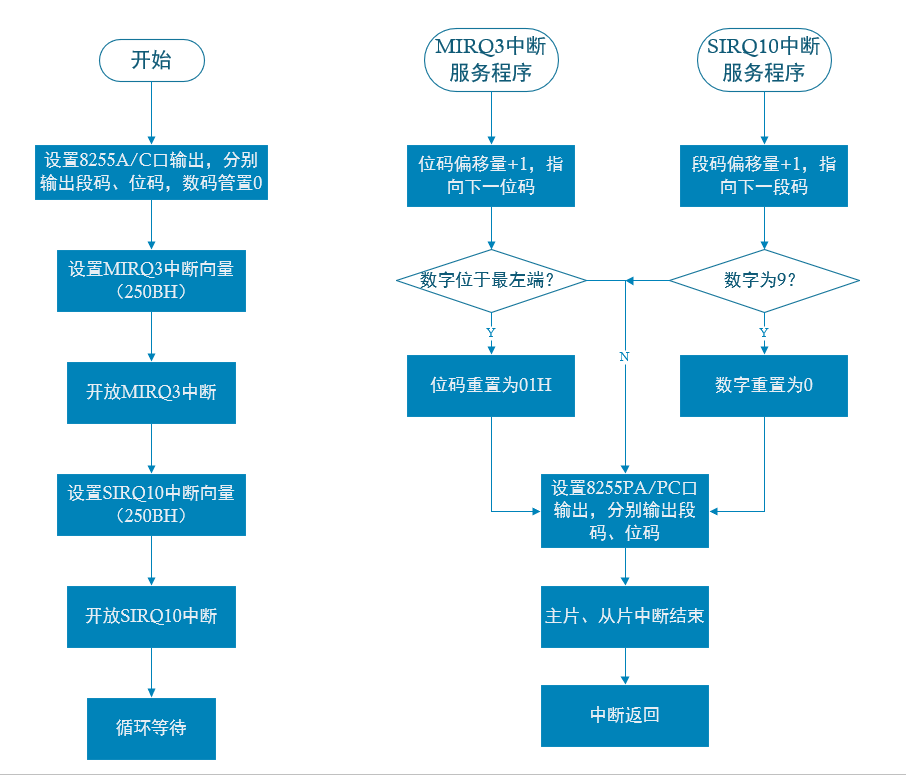 开始
设置8255A/C口输出，分别
输出段码、位码，数码管置0
设置MIRQ3中断向量
（250BH）
开放MIRQ3中断
设置SIRQ10中断向量
（250BH）
开放SIRQ10中断
循环等待
MIRQ3中断
服务程序
位码偏移量+1，指
向下一位码
数字位于最左端？
Y
位码重置为01H
SIRQ10中断
服务程序
段码偏移量+1，指
向下一段码
数字为9？
Y
数字重置为0
N
设置8255PA/PC口
输出，分别输出段
码、位码
主片、从片中断结束
中断返回